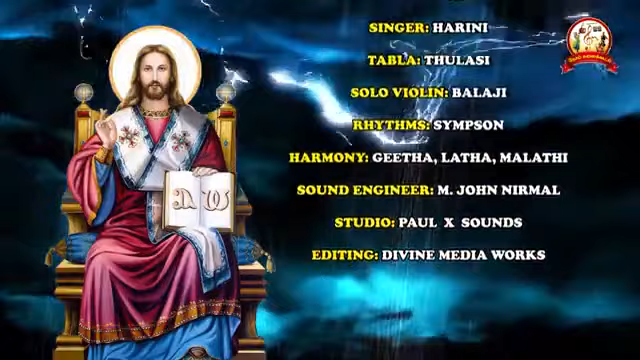 SINGER: HARINI
TABLA: THULASI
SOLO VIOLIN: BALAJI
RHYTHMS: SYMPSON
HARMONY: GEETHA, LATHA, MALATHI
SOUND ENGINEER: M. JOHN NIRMAL
STUDIO: PAUL X SOUNDS
EDITING: DIVINE MEDIA WORKS